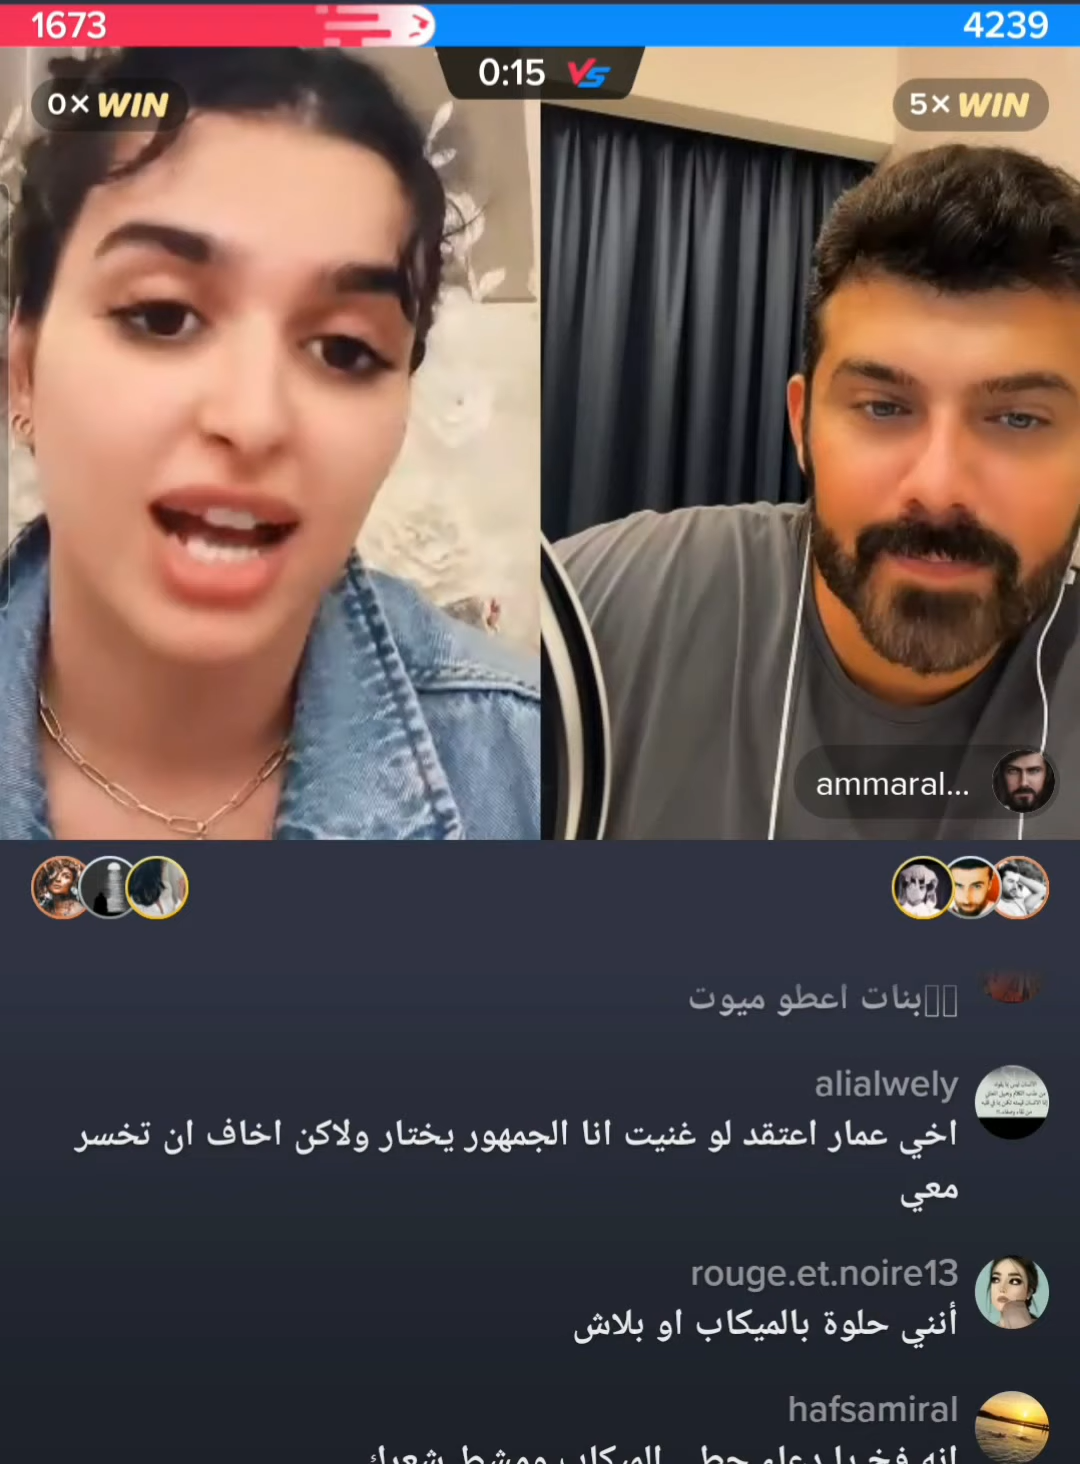 1673
4239
0:15 VS
0× WIN
5× WIN
ammaral...
بنات اعطو ميوت
alialwely
اخي عمار اعتقد لو غنيت انا الجمهور يختار ولاكن اخاف ان تخسر
معي
rouge.et.noire13
أنني حلوة بالميكاب او بلاش
hafsamiral